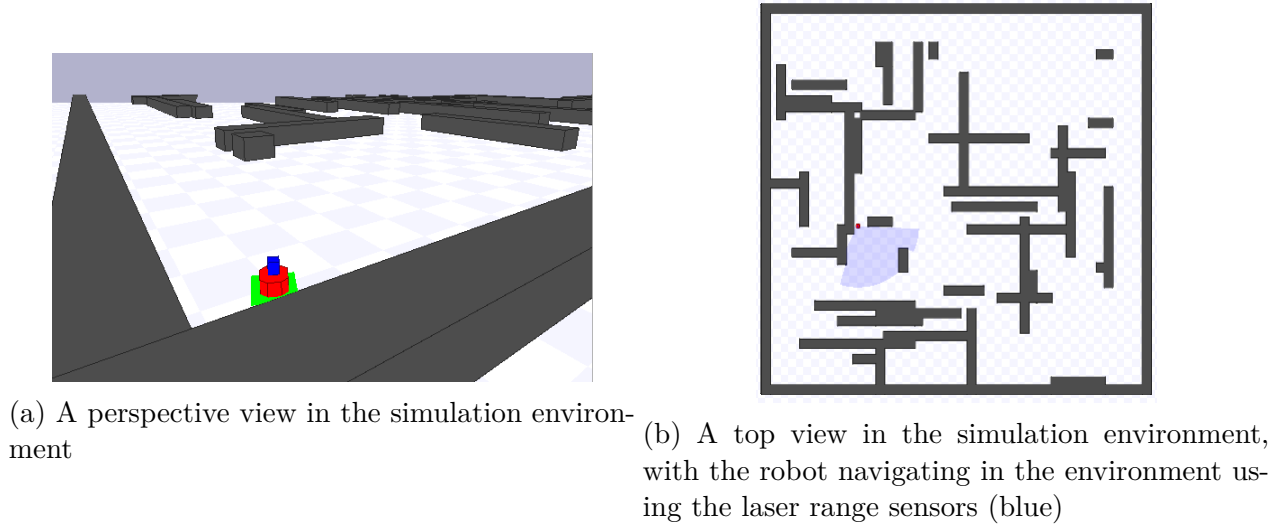 (a) A perspective view in the simulation environ-
ment
(b) A top view in the simulation environment,
with the robot navigating in the environment us-
ing the laser range sensors (blue)